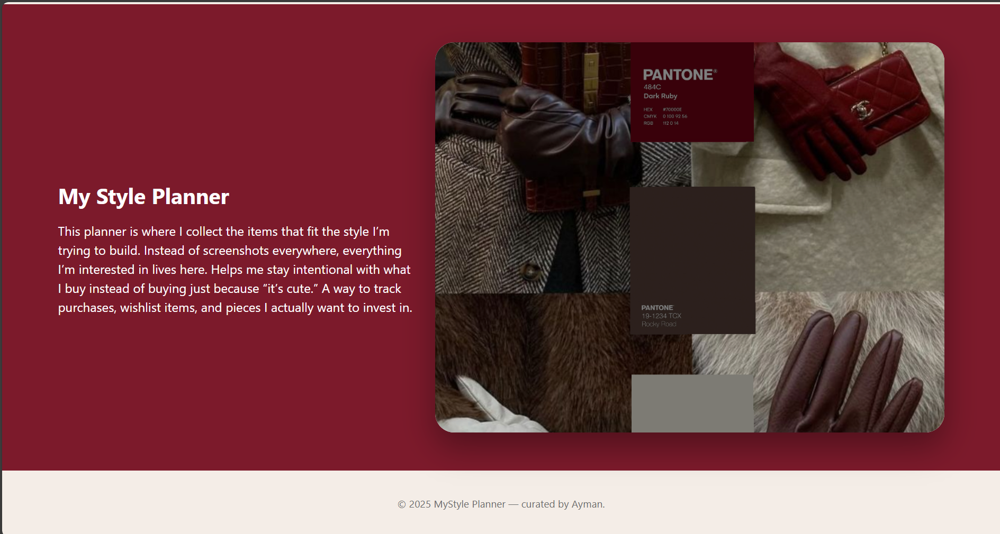 My Style Planner
This planner is where I collect the items that fit the style I’m
trying to build. Instead of screenshots everywhere, everything
I’m interested in lives here. Helps me stay intentional with what
I buy instead of buying just because “it’s cute.” A way to track
purchases, wishlist items, and pieces I actually want to invest in.
PANTONE®
484C
Dark Ruby
HEX #70000E
CMYK 0 100 92 56
RGB 112 0 14
PANTONE
19-1234 TCX
Rocky Road
© 2025 MyStyle Planner — curated by Ayman.